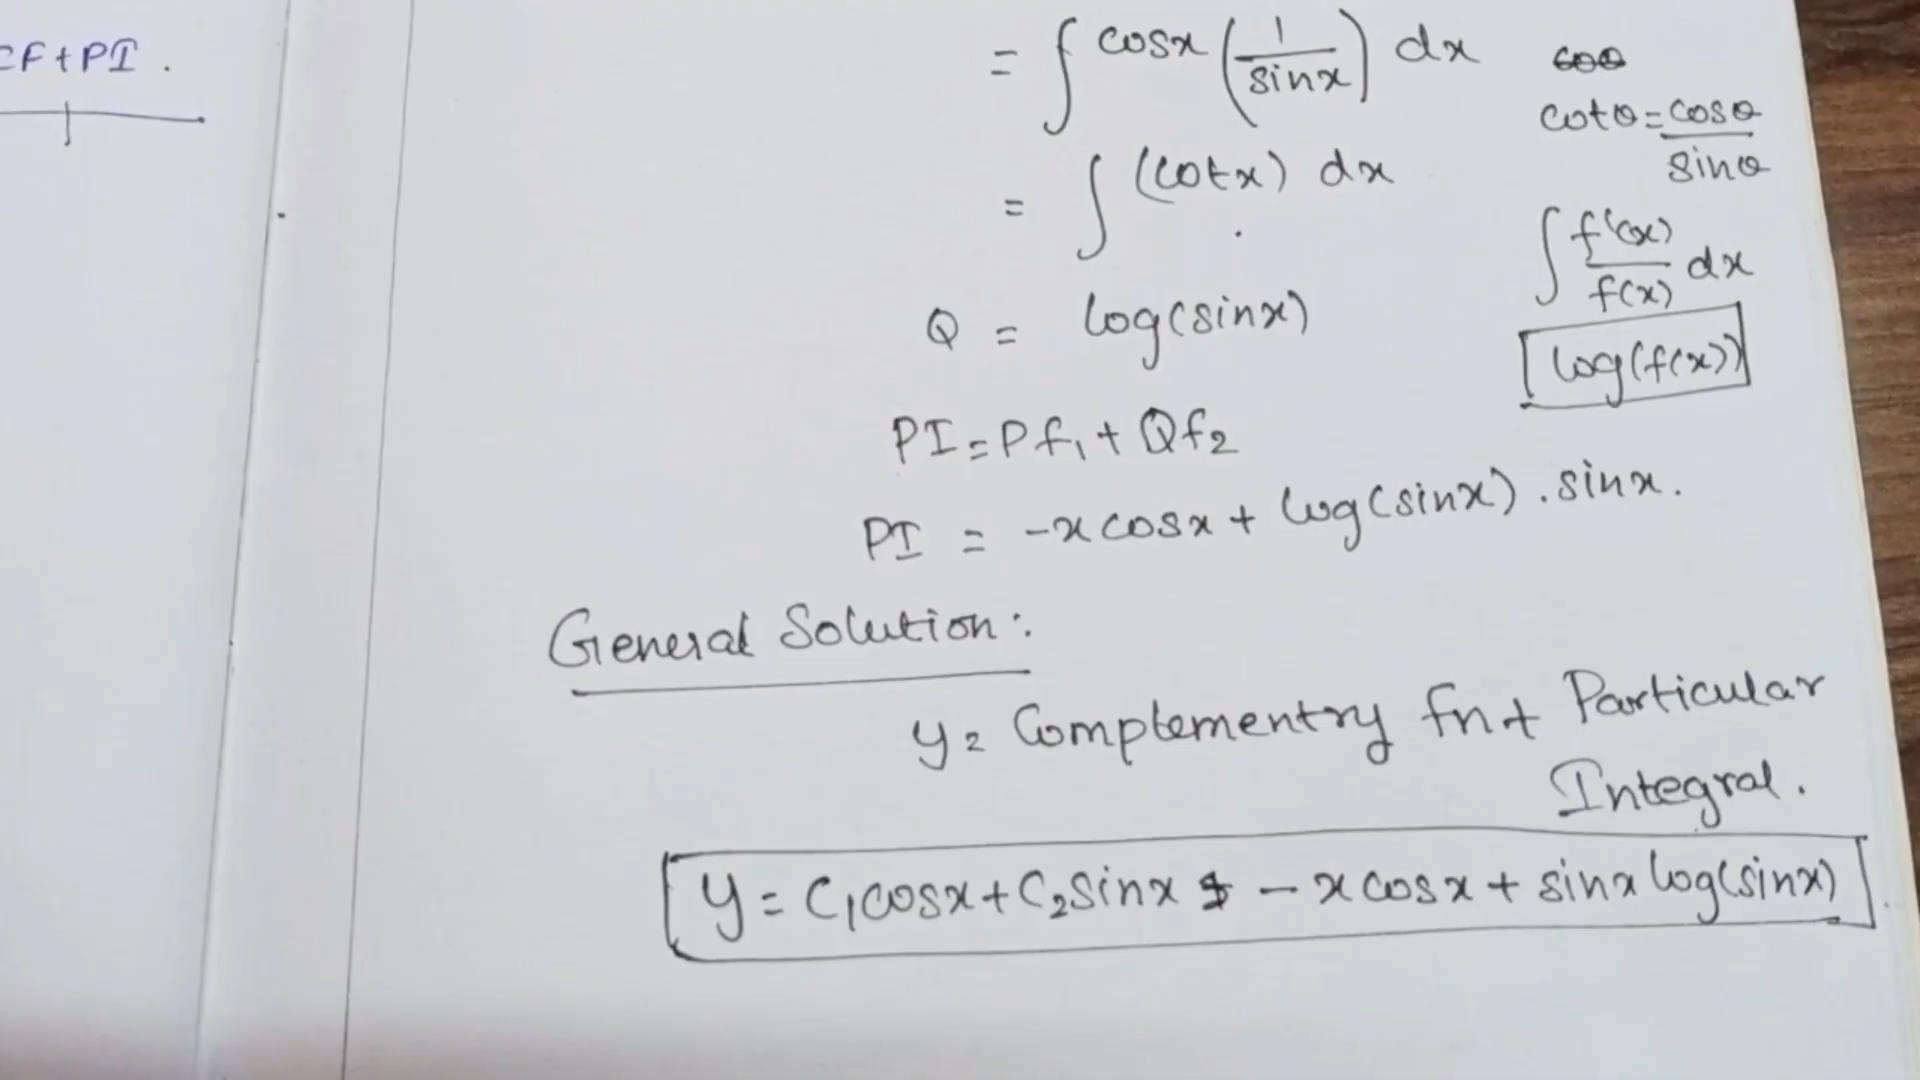 CF+PI.
= ∫ cosx (1/sinx) dx
cotθ = cosθ/sinθ
= ∫ (cotx) dx
∫ f'(x)/f(x) dx
Q = log(sinx)
log(f(x))
PI = Pf₁ + Qf₂
PI = -x cosx + log(sinx).sinx.
General Solution:
y = Complementry fn + Particular
Integral.
y = C₁cosx + C₂sinx - x cosx + sinx log(sinx)